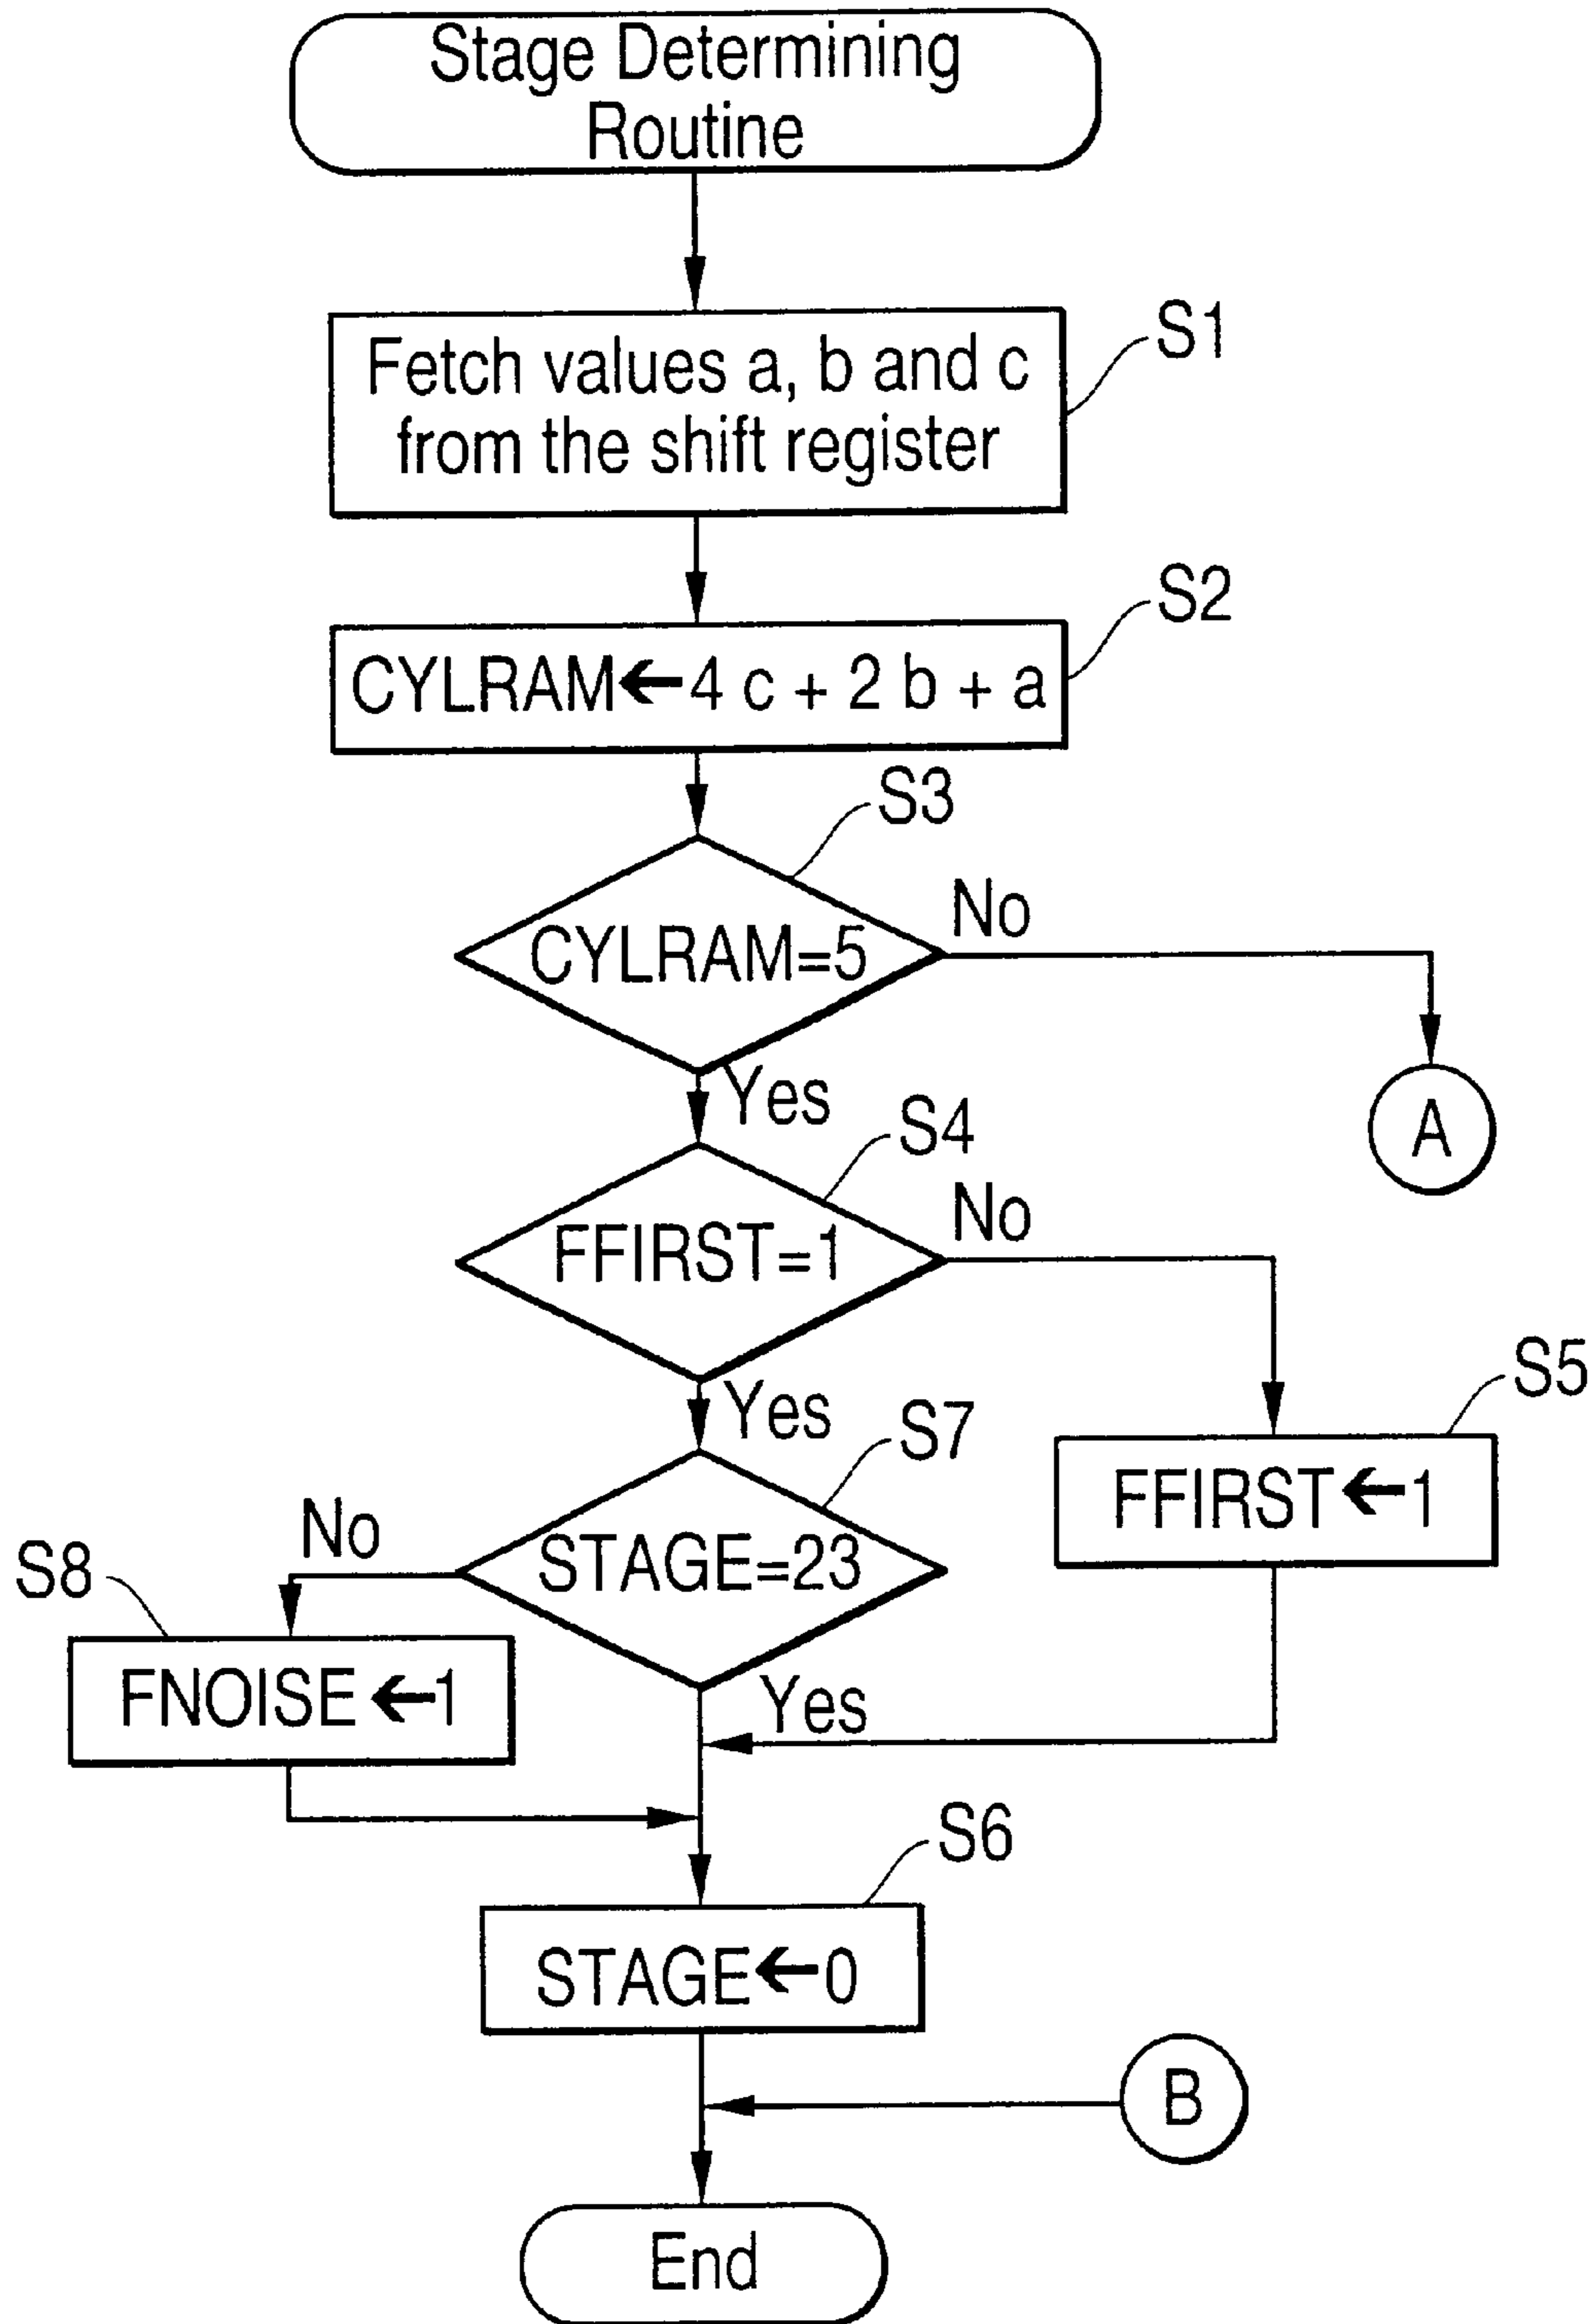 Stage Determining
Routine
Fetch values a, b and c
from the shift register
S1
CYLRAM←4 c + 2 b + a
S2
S3
CYLRAM=5
No
A
Yes
S4
FFIRST=1
No
Yes
S5
FFIRST←1
S7
STAGE=23
No
S8
FNOISE←1
Yes
S6
STAGE←0
B
End